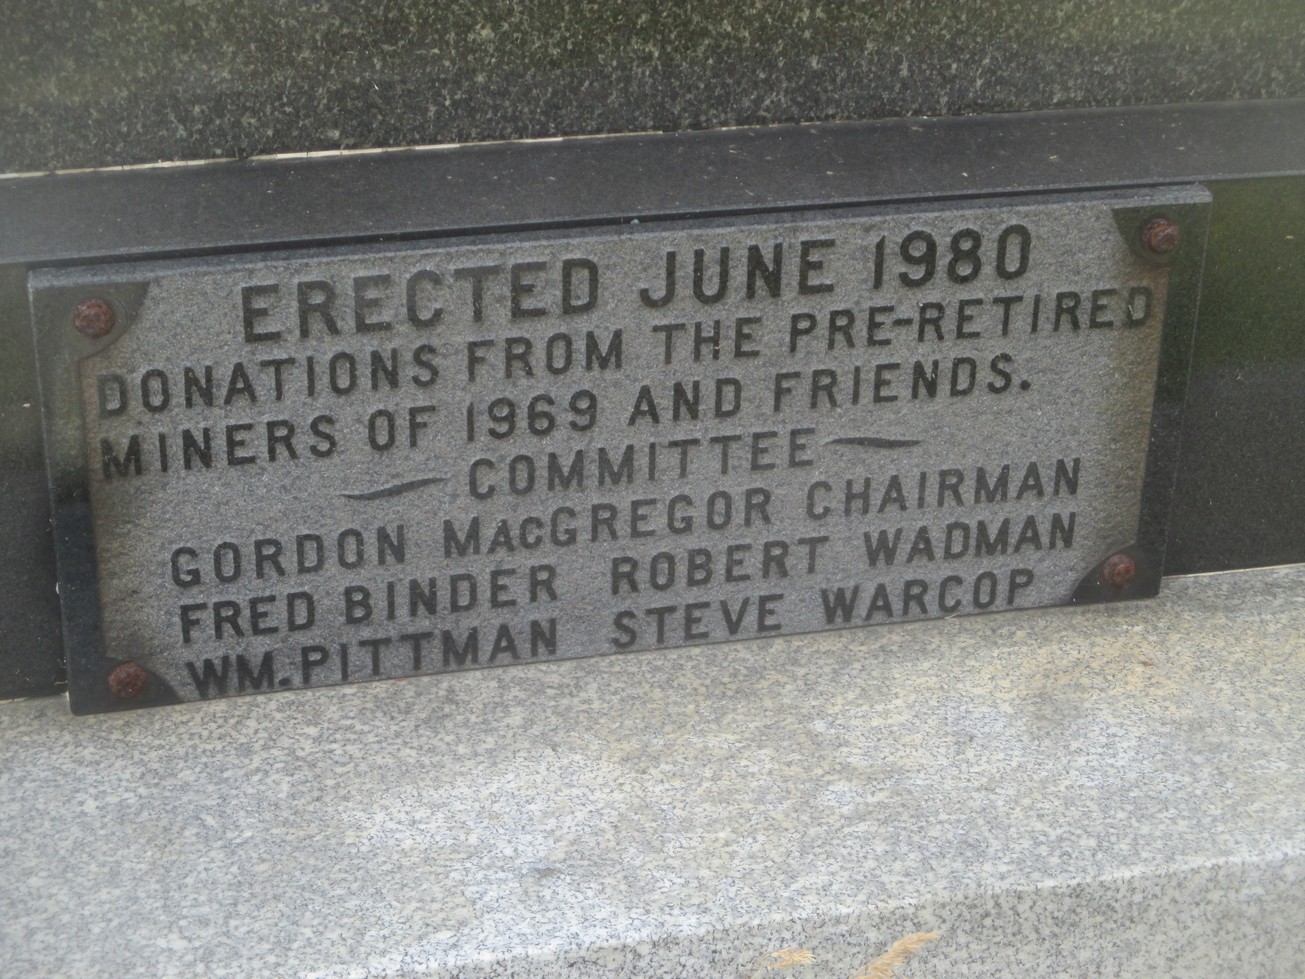 ERECTED JUNE 1980
DONATIONS FROM THE PRE-RETIRED
MINERS OF 1969 AND FRIENDS.
COMMITTEE
GORDON MacGREGOR CHAIRMAN
FRED BINDER ROBERT WADMAN
WM. PITTMAN STEVE WARCOP